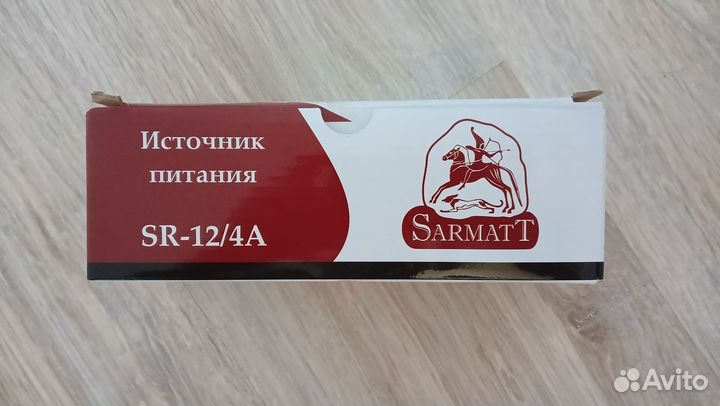 Источник
питания
SR-12/4A
SARMATT
Avito